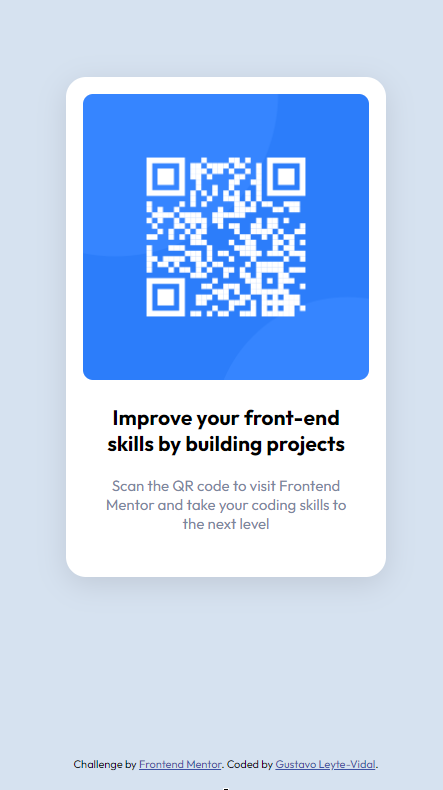 Improve your front-end
skills by building projects
Scan the QR code to visit Frontend
Mentor and take your coding skills to
the next level
Challenge by Frontend Mentor. Coded by Gustavo Leyte-Vidal.